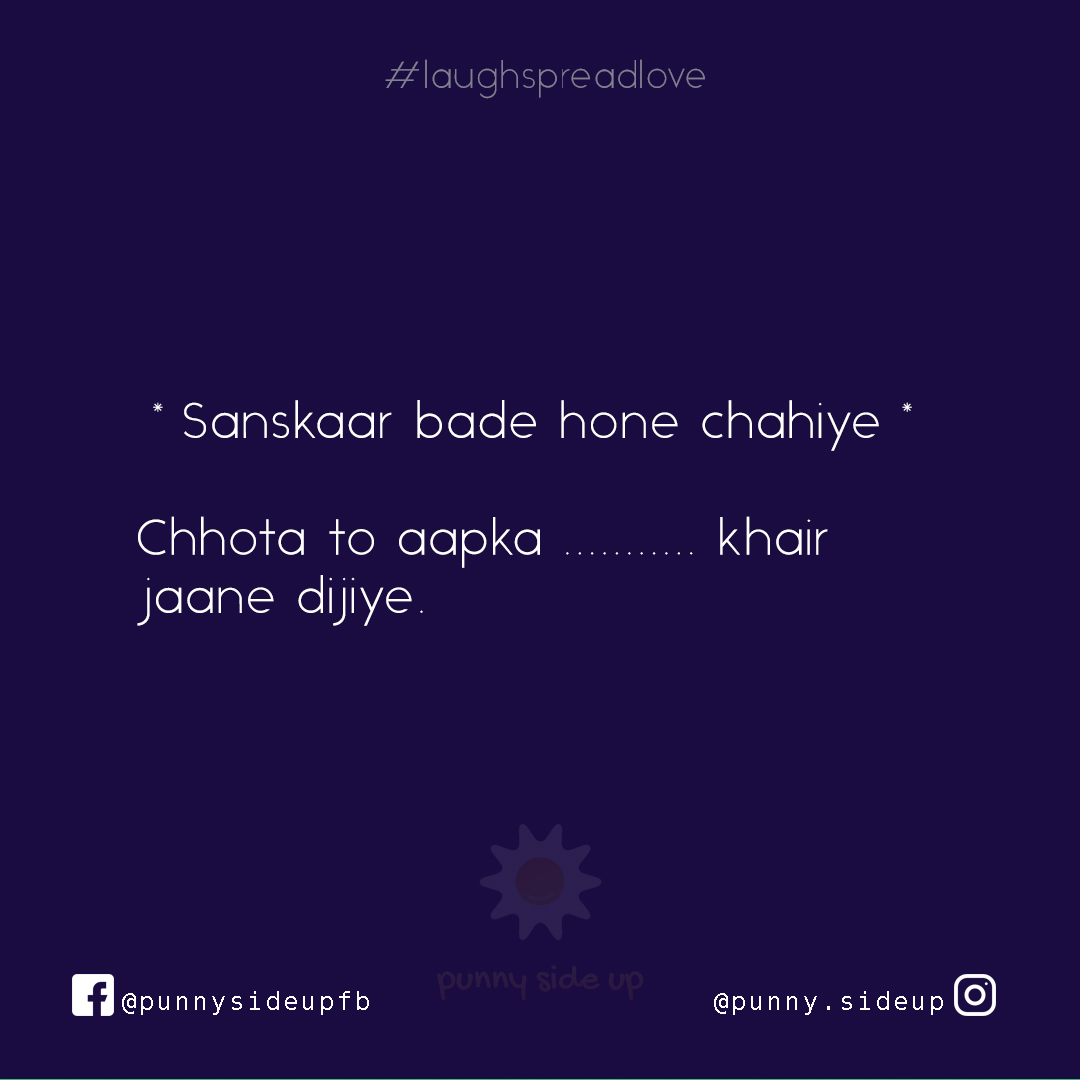 #laughspreadlove
* Sanskaar bade hone chahiye *
Chhota to aapka ........... khair
jaane dijiye.
punny side up
@punnysideupfb
@punny.sideup